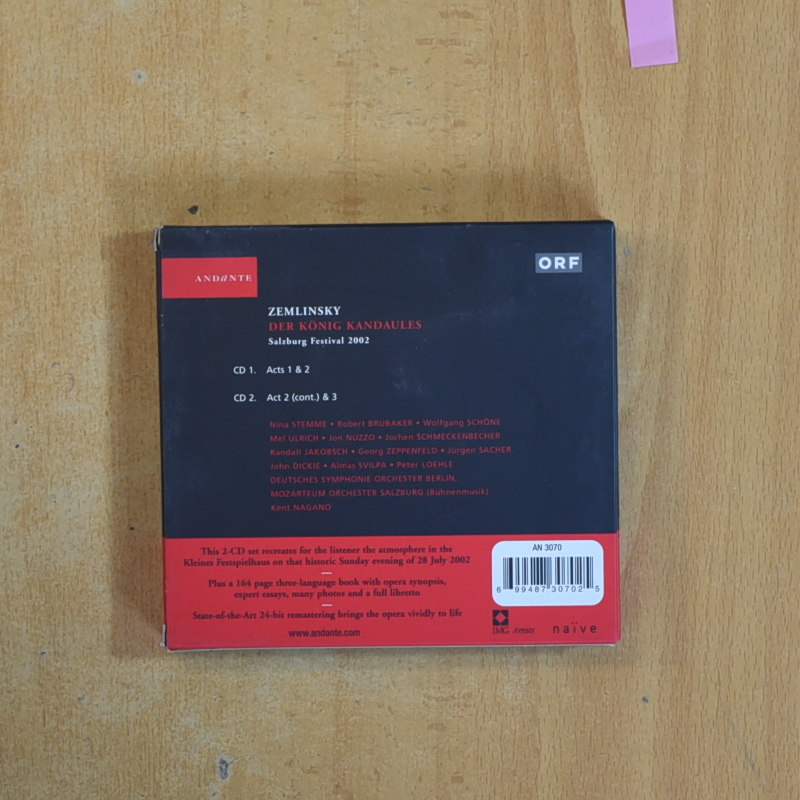 ANDANTE
ORF
ZEMLINSKY
DER KÖNIG KANDAULES
Salzburg Festival 2002
CD 1. Acts 1 & 2
CD 2. Act 2 (cont.) & 3
Nina STEMME • Robert BRUBAKER • Wolfgang SCHÖNE
Mel ULRICH • Jon NUZZO • Jochen SCHMECKENBECHER
Randall JAKOBSCH • Georg ZEPPENFELD • Jürgen SACHER
John DICKIE • Almas SVILPA • Peter LOEHLE
DEUTSCHES SYMPHONIE ORCHESTER BERLIN,
MOZARTEUM ORCHESTER SALZBURG (Bühnenmusik)
Kent NAGANO
This 2-CD set recreates for the listener the atmosphere in the
Kleines Festspielhaus on that historic Sunday evening of 28 July 2002
Plus a 164 page three-language book with opera synopsis,
expert essays, many photos and a full libretto
State-of-the-Art 24-bit remastering brings the opera vividly to life
www.andante.com
AN 3070
6 99487 30702 5
IMG Artists
naïve